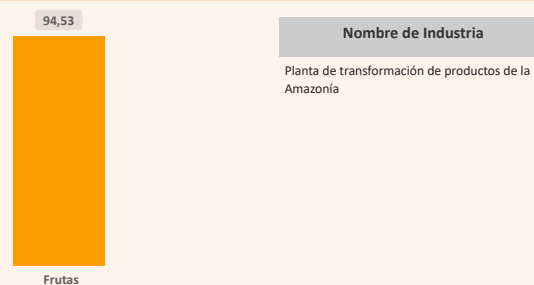 94,53
Frutas
Nombre de Industria
Planta de transformación de productos de la
Amazonía